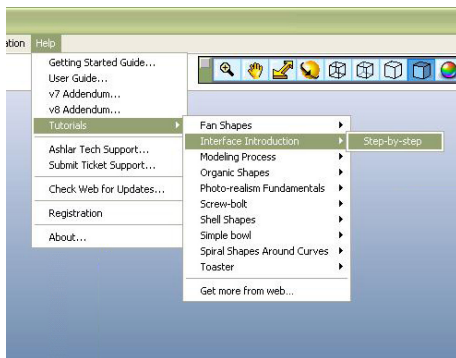 ation Help
Getting Started Guide...
User Guide...
v7 Addendum...
v8 Addendum...
Tutorials
Ashlar Tech Support...
Submit Ticket Support...
Check Web for Updates...
Registration
About...
Fan Shapes
Interface Introduction
Modeling Process
Organic Shapes
Photo-realism Fundamentals
Screw-bolt
Shell Shapes
Simple bowl
Spiral Shapes Around Curves
Toaster
Get more from web...
Step-by-step